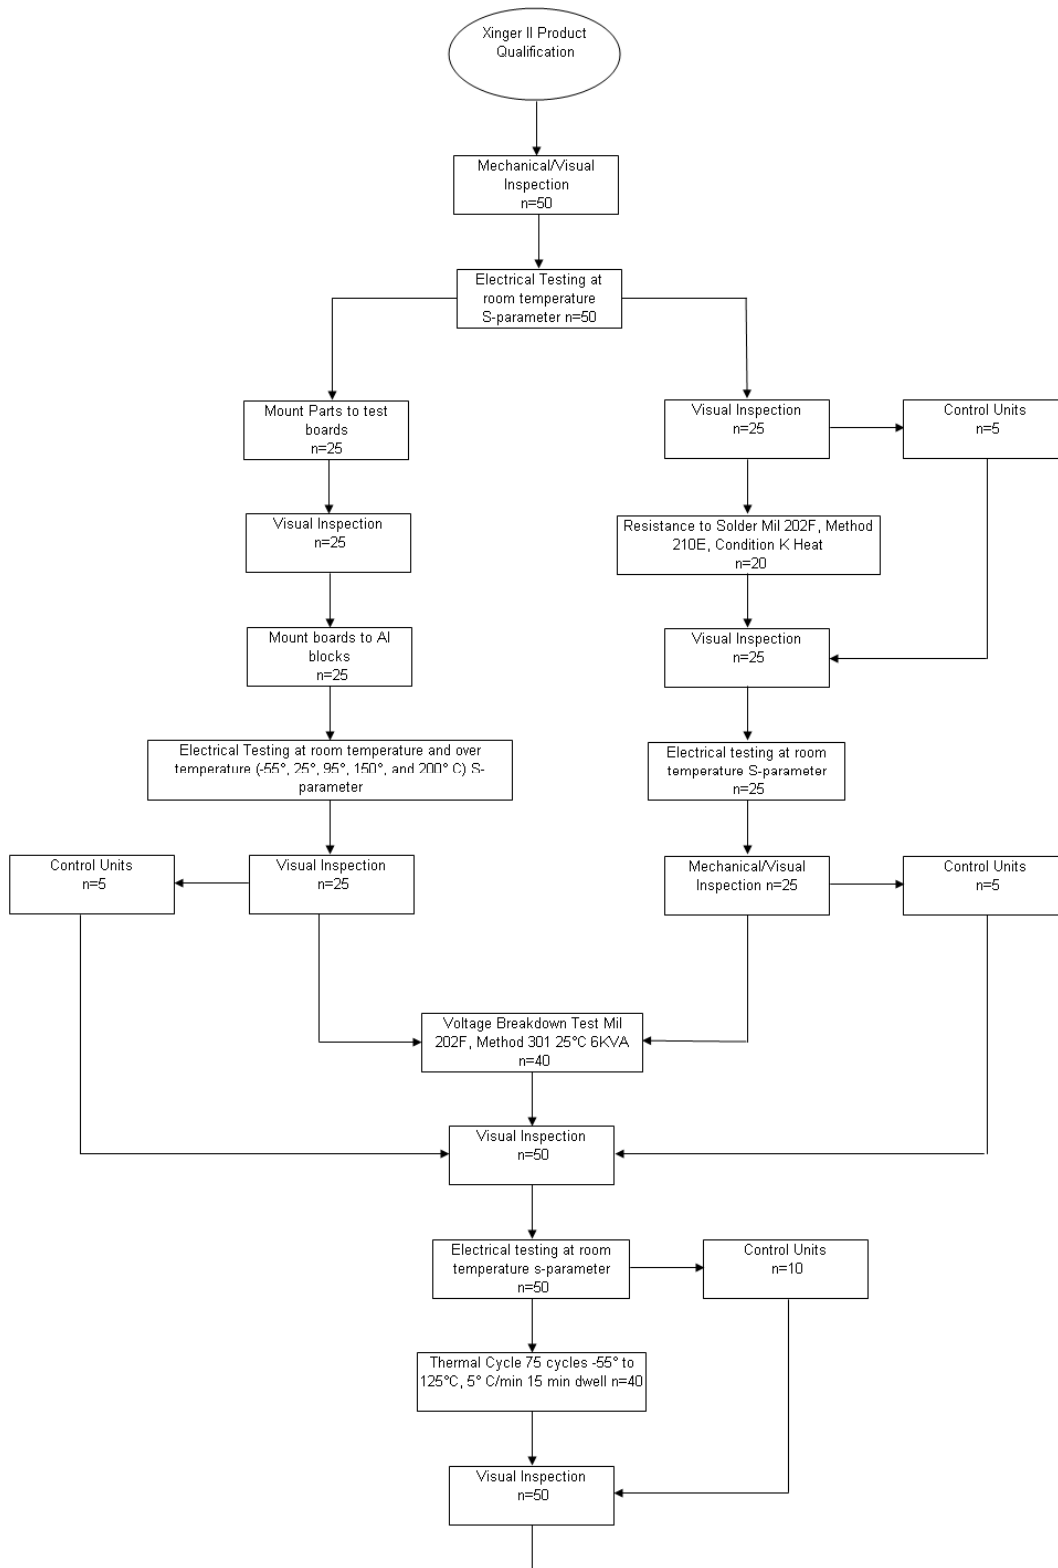 Xinger II Product
Qualification
Mechanical/Visual
Inspection
n=50
Electrical Testing at
room temperature
S-parameter n=50
Mount Parts to test
boards
n=25
Visual Inspection
n=25
Control Units
n=5
Visual Inspection
n=25
Resistance to Solder Mil 202F, Method
210E, Condition K Heat
n=20
Mount boards to Al
blocks
n=25
Visual Inspection
n=25
Electrical Testing at room temperature and over
temperature (-55°, 25°, 95°, 150°, and 200° C) S-
parameter
Electrical testing at room
temperature S-parameter
n=25
Control Units
n=5
Visual Inspection
n=25
Mechanical/Visual
Inspection n=25
Control Units
n=5
Voltage Breakdown Test Mil
202F, Method 301 25°C 6KVA
n=40
Visual Inspection
n=50
Electrical testing at room
temperature s-parameter
n=50
Control Units
n=10
Thermal Cycle 75 cycles -55° to
125°C, 5° C/min 15 min dwell n=40
Visual Inspection
n=50